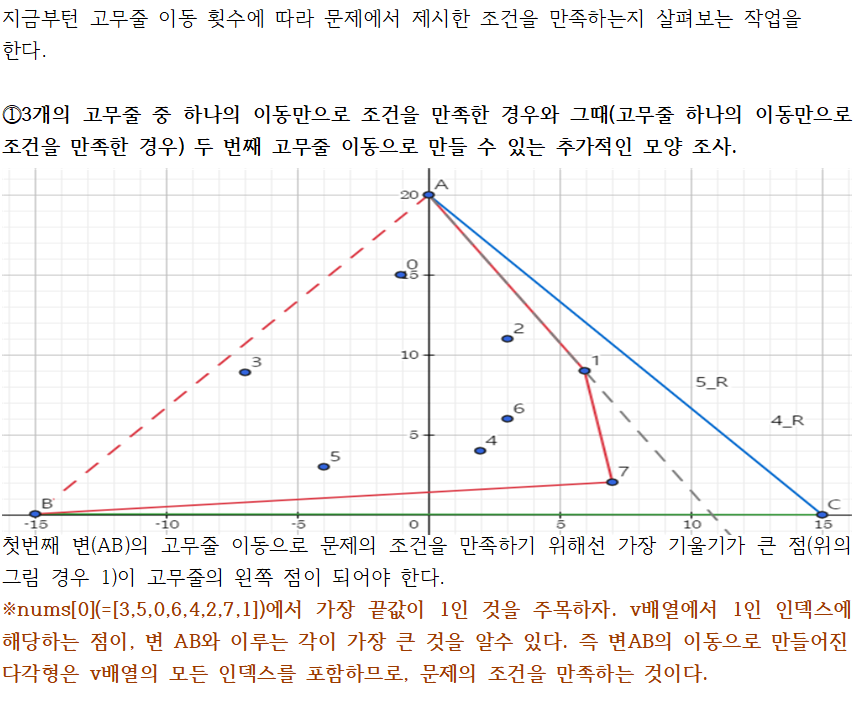 지금부턴 고무줄 이동 횟수에 따라 문제에서 제시한 조건을 만족하는지 살펴보는 작업을
한다.
①3개의 고무줄 중 하나의 이동만으로 조건을 만족한 경우와 그때(고무줄 하나의 이동만으로
조건을 만족한 경우) 두 번째 고무줄 이동으로 만들 수 있는 추가적인 모양 조사.
A
20
0
15
2
10
3
1
5_R
6
4_R
5
4
5
7
B
C
-15 -10 -5 0 5 10 15
첫번째 변(AB)의 고무줄 이동으로 문제의 조건을 만족하기 위해선 가장 기울기가 큰 점(위의
그림 경우 1)이 고무줄의 왼쪽 점이 되어야 한다.
※nums[0](=[3,5,0,6,4,2,7,1])에서 가장 끝값이 1인 것을 주목하자. v배열에서 1인 인덱스에
해당하는 점이, 변 AB와 이루는 각이 가장 큰 것을 알수 있다. 즉 변AB의 이동으로 만들어진
다각형은 v배열의 모든 인덱스를 포함하므로, 문제의 조건을 만족하는 것이다.